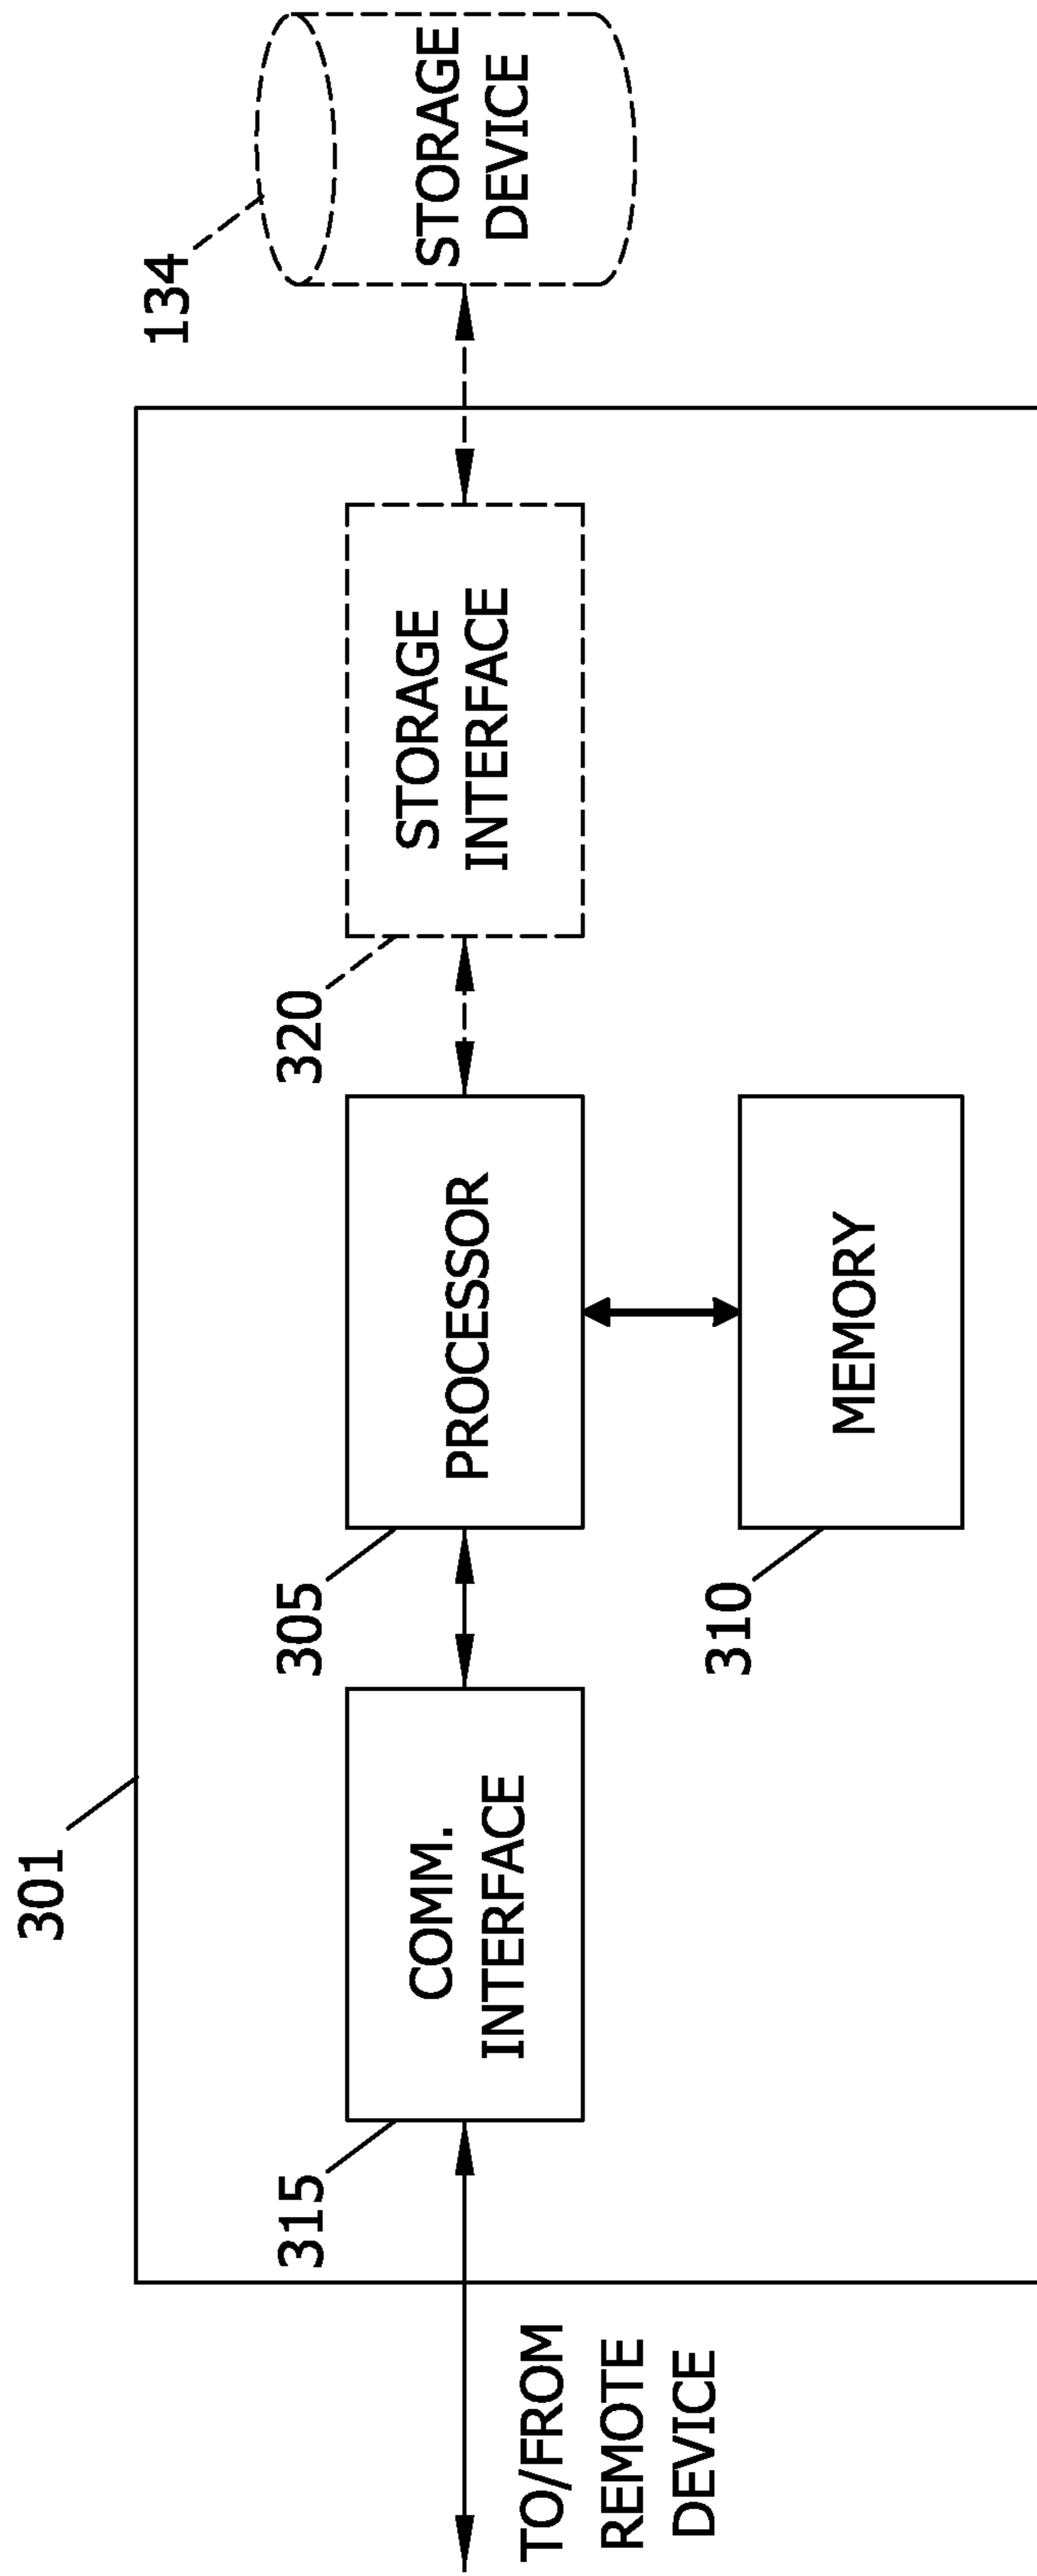 301
315
COMM.
INTERFACE
305
PROCESSOR
320
STORAGE
INTERFACE
134
STORAGE
DEVICE
TO/FROM
REMOTE
DEVICE
310
MEMORY